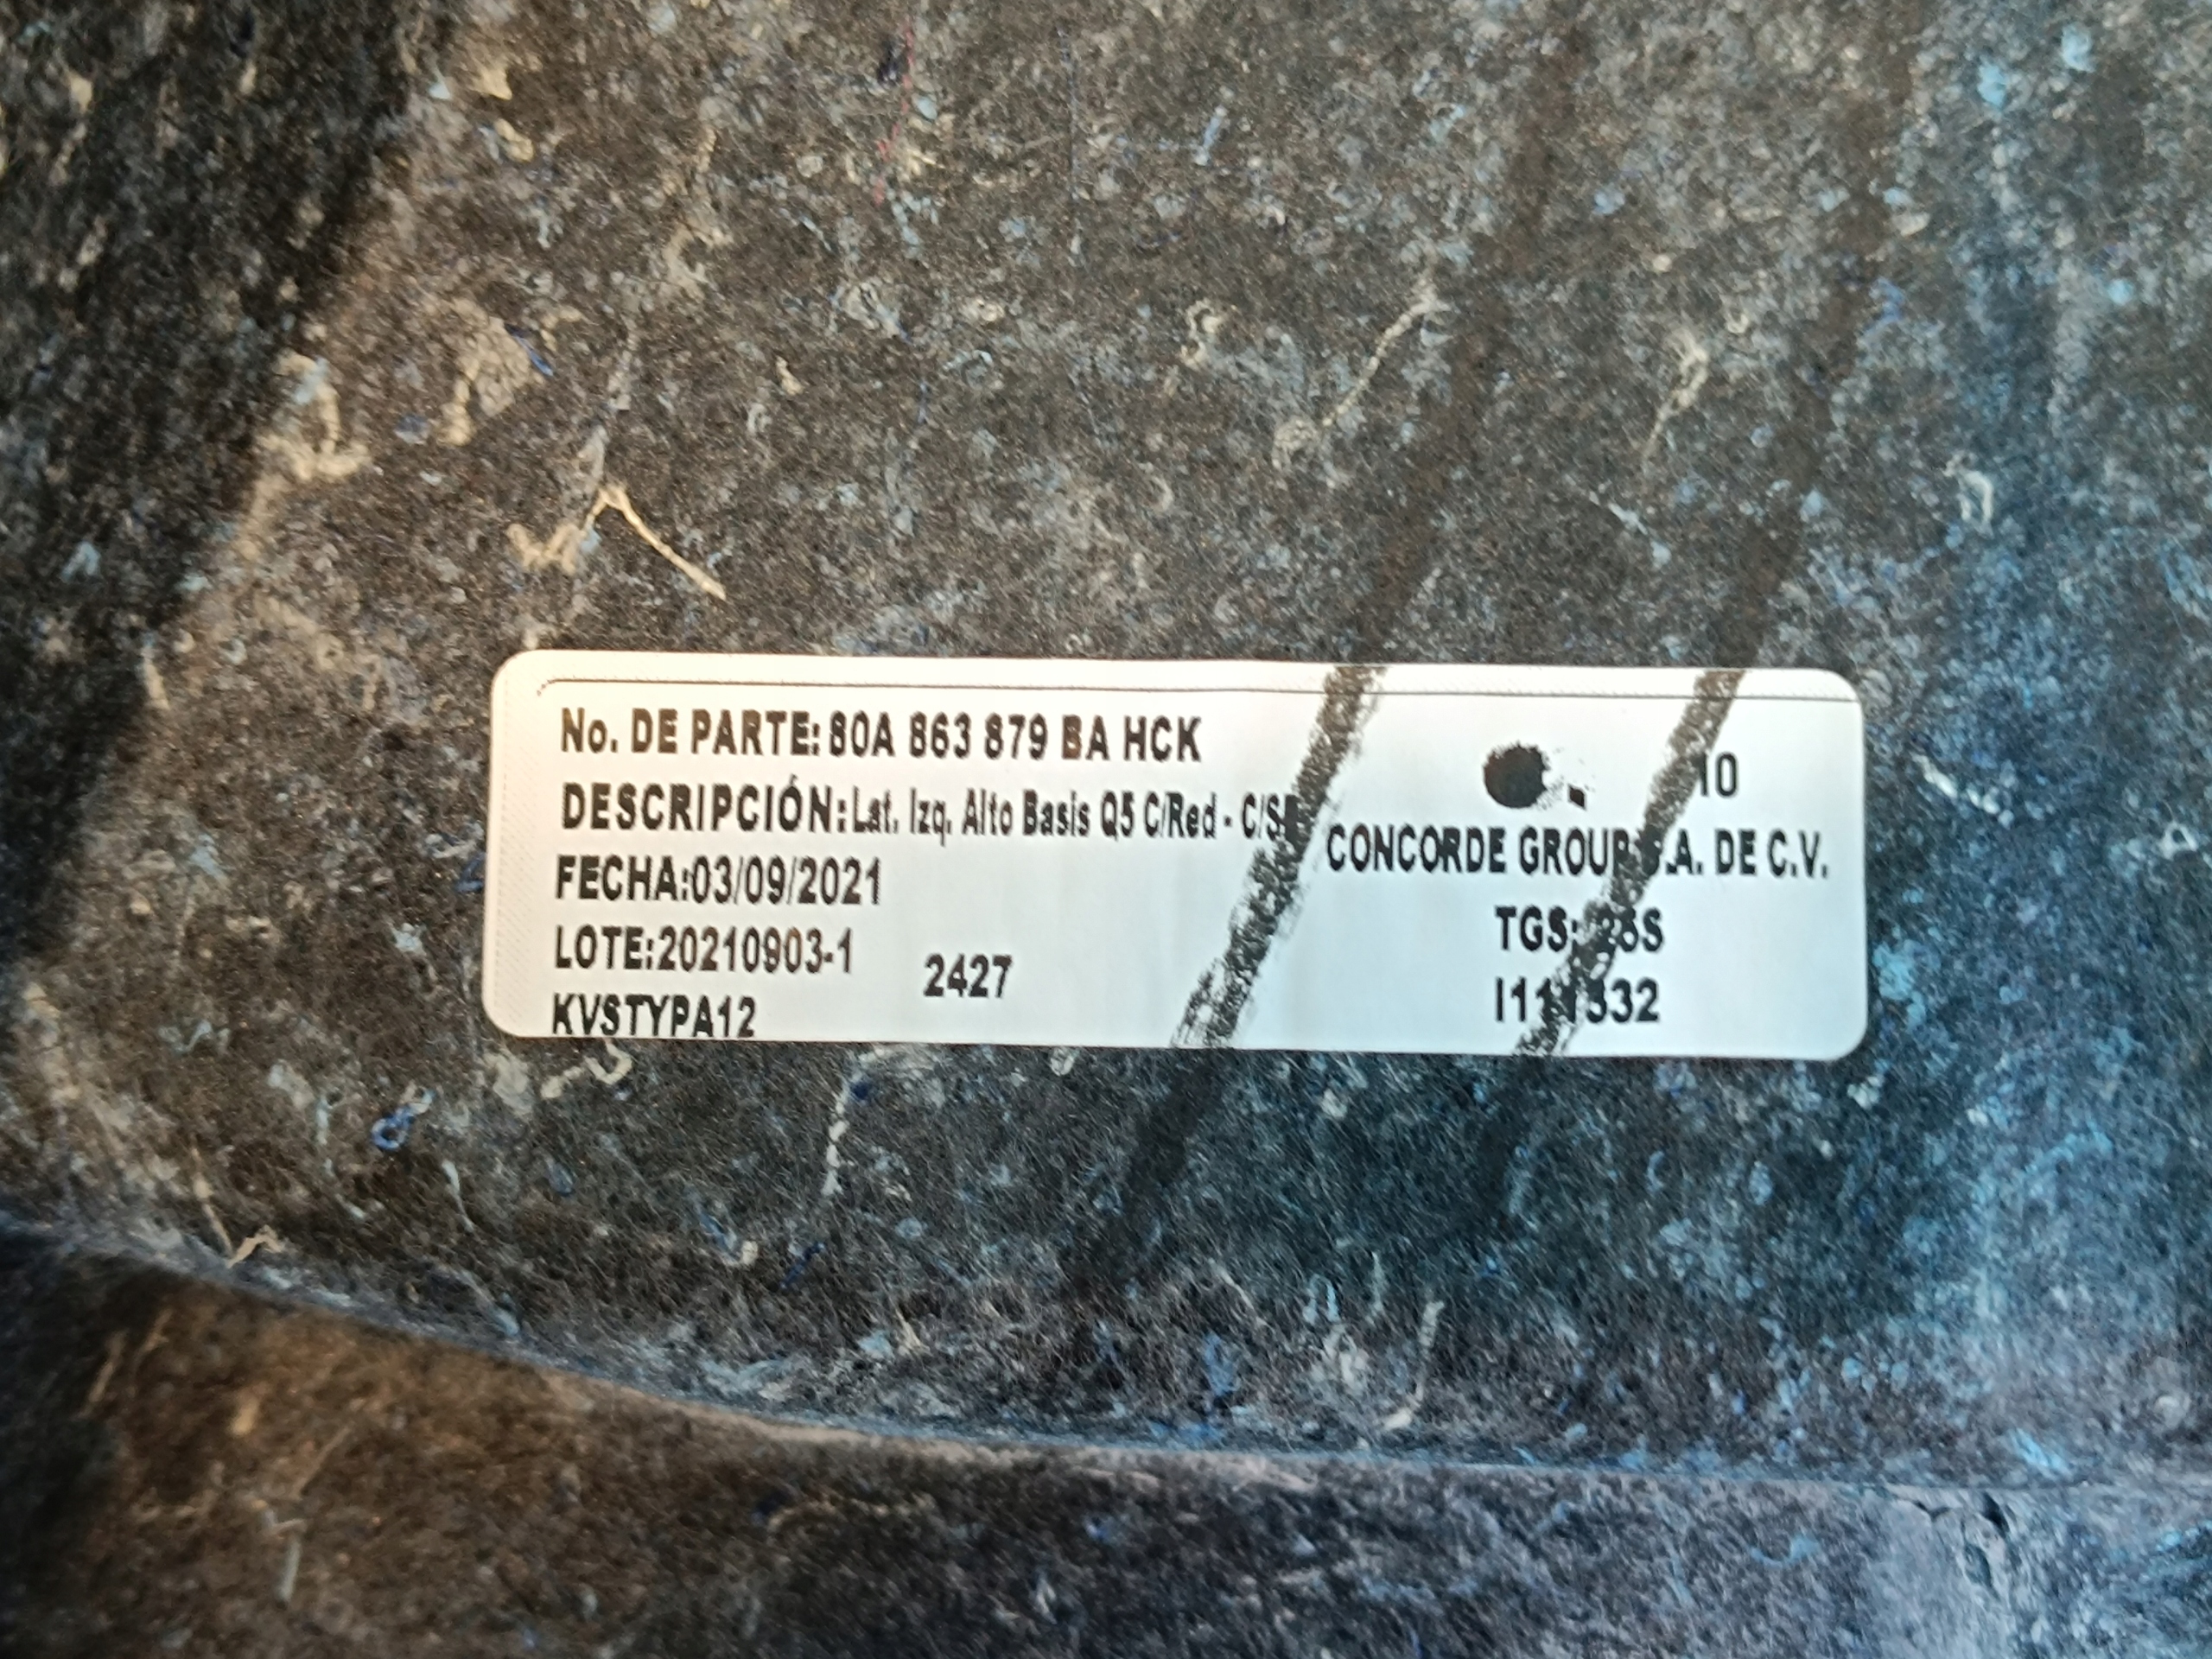 No. DE PARTE: 80A 863 879 BA HCK
DESCRIPCIÓN: Lat. Izq. Alto Basis Q5 C/Red -
FECHA:03/09/2021
LOTE:20210903-1
2427
KVSTYPA12
10
CONCORDE GROUP S.A. DE C.V.
TGS: